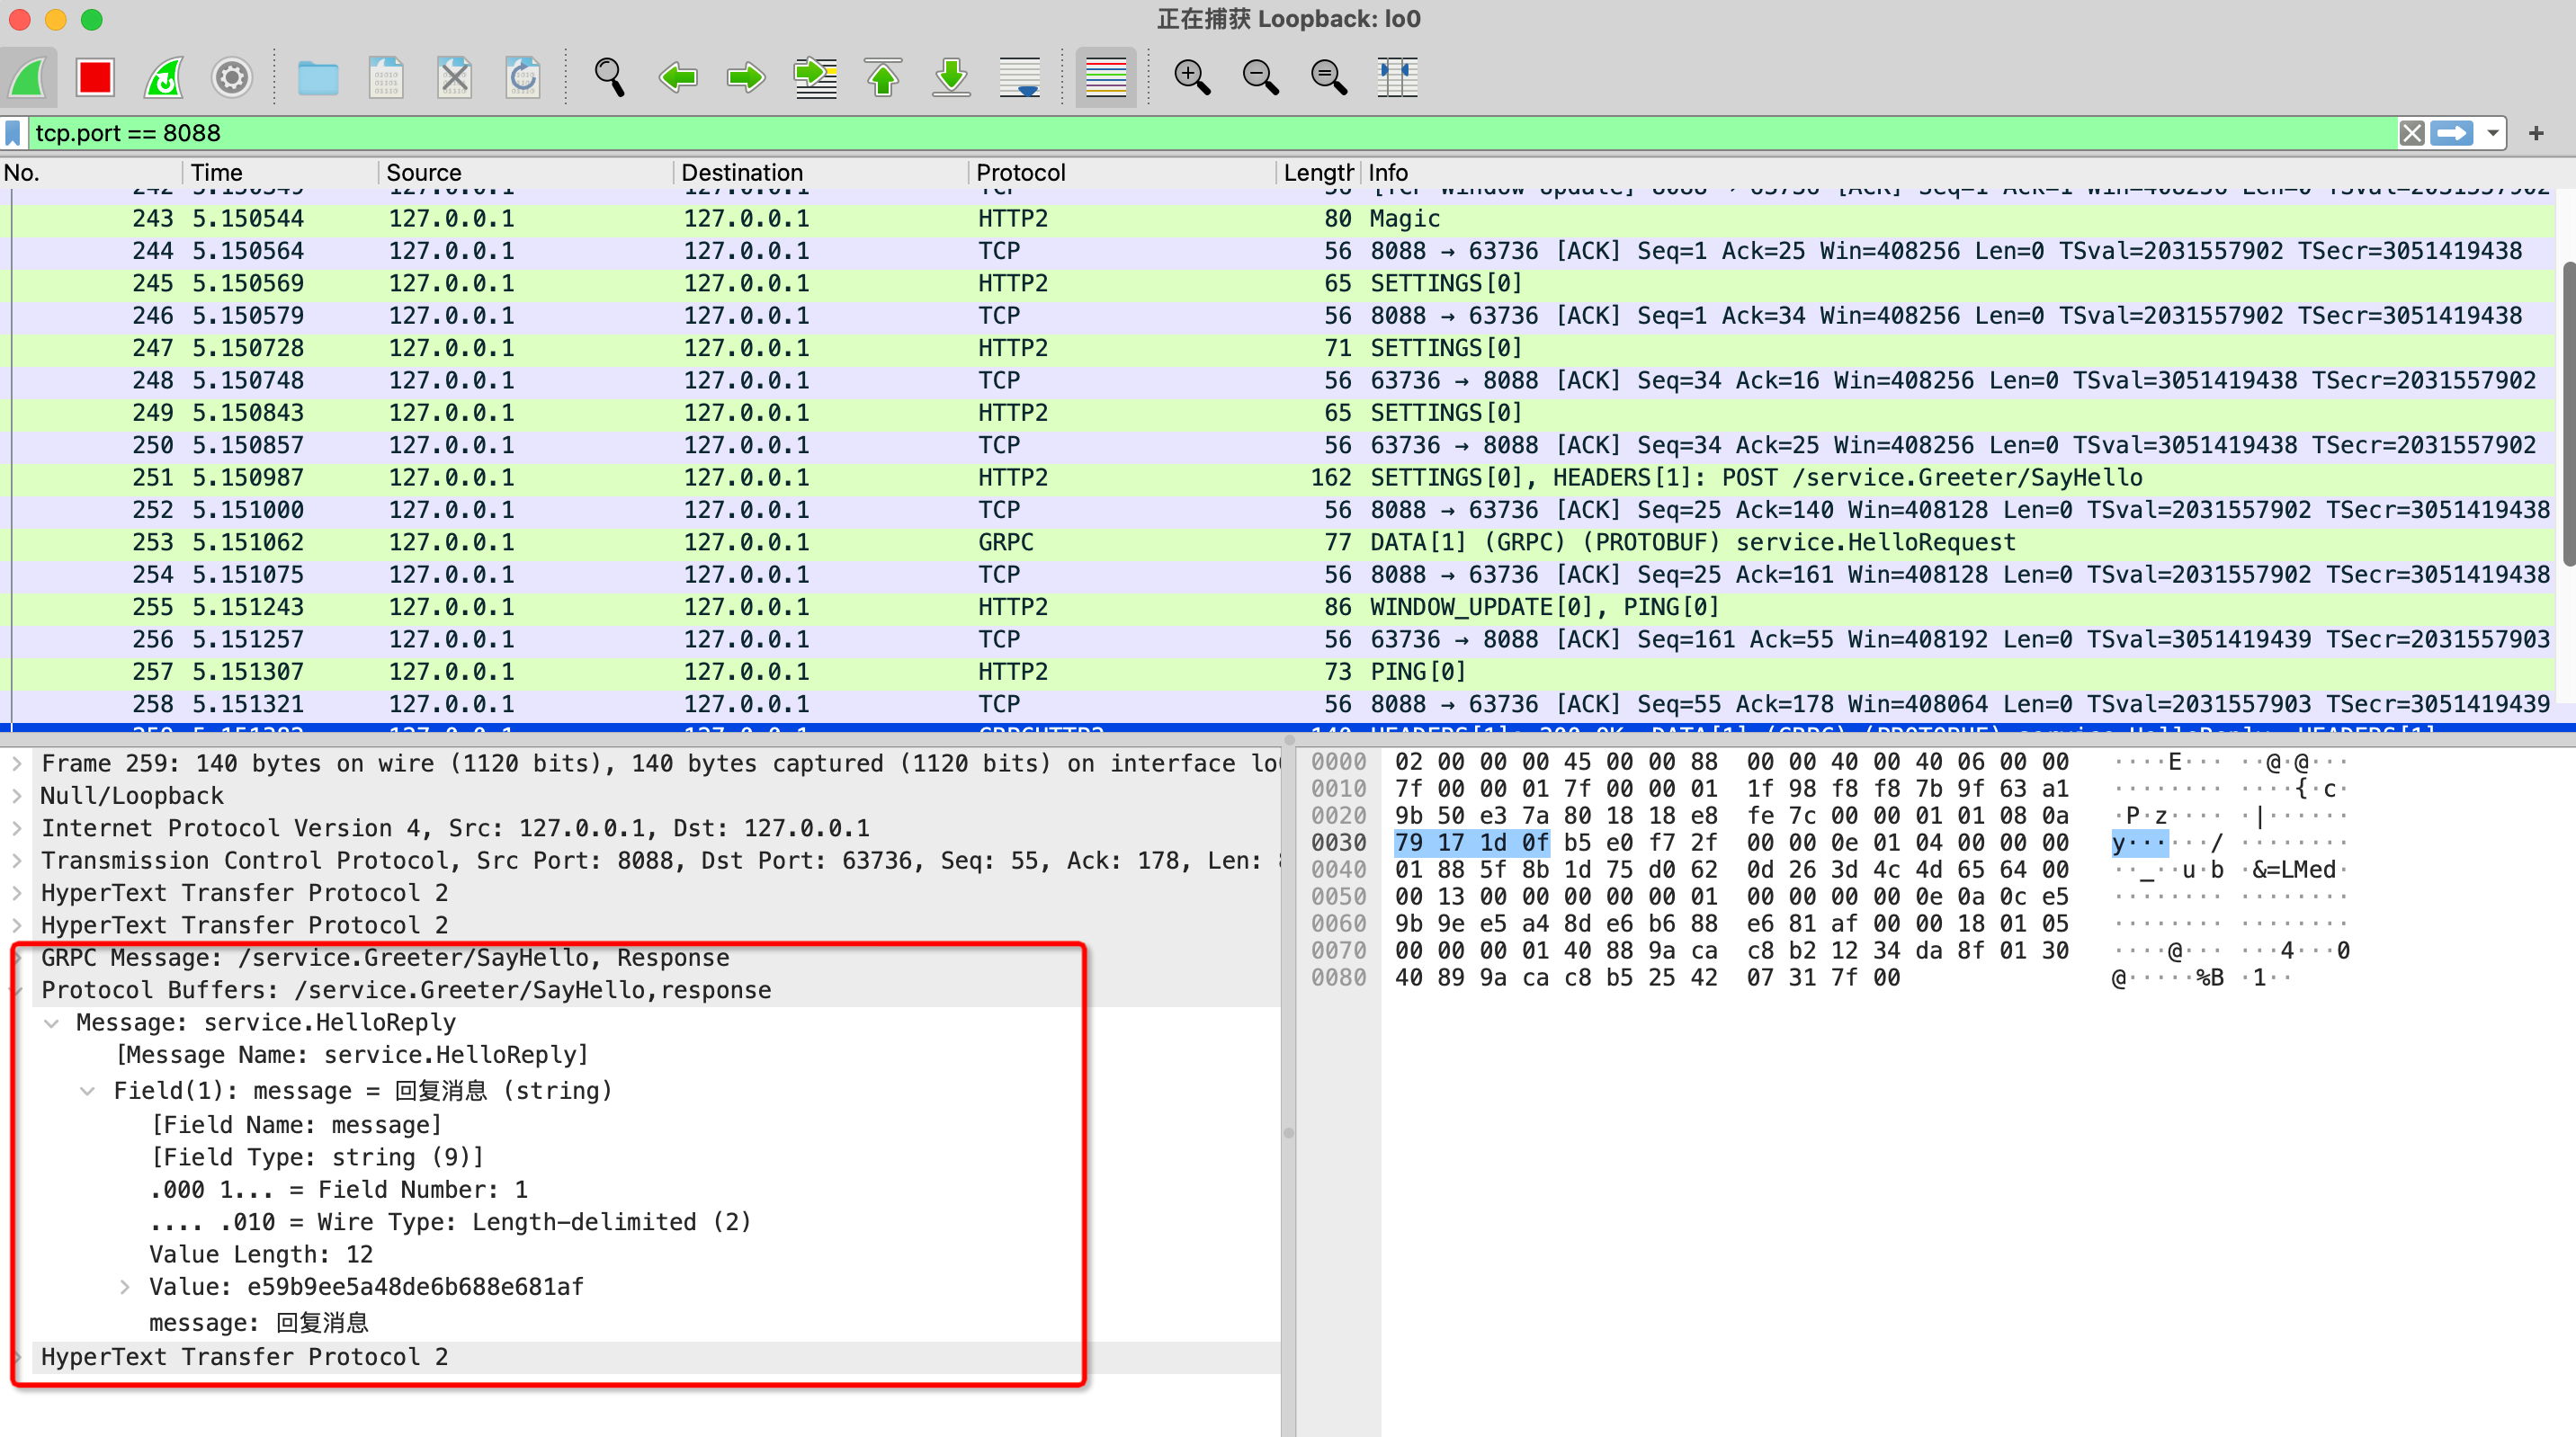 正在捕获 Loopback: lo0
tcp.port == 8088
No. Time Source Destination Protocol Length Info
243 5.150544 127.0.0.1 127.0.0.1 HTTP2 80 Magic
244 5.150564 127.0.0.1 127.0.0.1 TCP 56 8088 → 63736 [ACK] Seq=1 Ack=25 Win=408256 Len=0 TSval=2031557902 TSecr=3051419438
245 5.150569 127.0.0.1 127.0.0.1 HTTP2 65 SETTINGS[0]
246 5.150579 127.0.0.1 127.0.0.1 TCP 56 8088 → 63736 [ACK] Seq=1 Ack=34 Win=408256 Len=0 TSval=2031557902 TSecr=3051419438
247 5.150728 127.0.0.1 127.0.0.1 HTTP2 71 SETTINGS[0]
248 5.150748 127.0.0.1 127.0.0.1 TCP 56 63736 → 8088 [ACK] Seq=34 Ack=16 Win=408256 Len=0 TSval=3051419438 TSecr=2031557902
249 5.150843 127.0.0.1 127.0.0.1 HTTP2 65 SETTINGS[0]
250 5.150857 127.0.0.1 127.0.0.1 TCP 56 63736 → 8088 [ACK] Seq=34 Ack=25 Win=408256 Len=0 TSval=3051419438 TSecr=2031557902
251 5.150987 127.0.0.1 127.0.0.1 HTTP2 162 SETTINGS[0], HEADERS[1]: POST /service.Greeter/SayHello
252 5.151000 127.0.0.1 127.0.0.1 TCP 56 8088 → 63736 [ACK] Seq=25 Ack=140 Win=408128 Len=0 TSval=2031557902 TSecr=3051419438
253 5.151062 127.0.0.1 127.0.0.1 GRPC 77 DATA[1] (GRPC) (PROTOBUF) service.HelloRequest
254 5.151075 127.0.0.1 127.0.0.1 TCP 56 8088 → 63736 [ACK] Seq=25 Ack=161 Win=408128 Len=0 TSval=2031557902 TSecr=3051419438
255 5.151243 127.0.0.1 127.0.0.1 HTTP2 86 WINDOW_UPDATE[0], PING[0]
256 5.151257 127.0.0.1 127.0.0.1 TCP 56 63736 → 8088 [ACK] Seq=161 Ack=55 Win=408192 Len=0 TSval=3051419439 TSecr=2031557903
257 5.151307 127.0.0.1 127.0.0.1 HTTP2 73 PING[0]
258 5.151321 127.0.0.1 127.0.0.1 TCP 56 8088 → 63736 [ACK] Seq=55 Ack=178 Win=408064 Len=0 TSval=2031557903 TSecr=3051419439
Frame 259: 140 bytes on wire (1120 bits), 140 bytes captured (1120 bits) on interface lo
Null/Loopback
Internet Protocol Version 4, Src: 127.0.0.1, Dst: 127.0.0.1
Transmission Control Protocol, Src Port: 8088, Dst Port: 63736, Seq: 55, Ack: 178, Len:
HyperText Transfer Protocol 2
HyperText Transfer Protocol 2
GRPC Message: /service.Greeter/SayHello, Response
Protocol Buffers: /service.Greeter/SayHello,response
Message: service.HelloReply
[Message Name: service.HelloReply]
Field(1): message = 回复消息 (string)
[Field Name: message]
[Field Type: string (9)]
.000 1... = Field Number: 1
.... .010 = Wire Type: Length-delimited (2)
Value Length: 12
Value: e59b9ee5a48de6b688e681af
message: 回复消息
HyperText Transfer Protocol 2
0000 02 00 00 00 45 00 00 88 00 00 40 00 40 06 00 00 ····E··· ··@·@···
0010 7f 00 00 01 7f 00 00 01 1f 98 f8 f8 7b 9f 63 a1 ········ ····{·c·
0020 9b 50 e3 7a 80 18 18 e8 fe 7c 00 00 01 01 08 0a ·P·z···· ·|······
0030 79 17 1d 0f b5 e0 f7 2f 00 00 0e 01 04 00 00 00 y······/ ········
0040 01 88 5f 8b 1d 75 d0 62 0d 26 3d 4c 4d 65 64 00 ··_··u·b ·&=LMed·
0050 00 13 00 00 00 00 00 01 00 00 00 00 0e 0a 0c e5 ········ ········
0060 9b 9e e5 a4 8d e6 b6 88 e6 81 af 00 00 18 01 05 ········ ········
0070 00 00 00 01 40 88 9a ca c8 b2 12 34 da 8f 01 30 ····@··· ···4···0
0080 40 89 9a ca c8 b5 25 42 07 31 7f 00 @·····%B ·1··